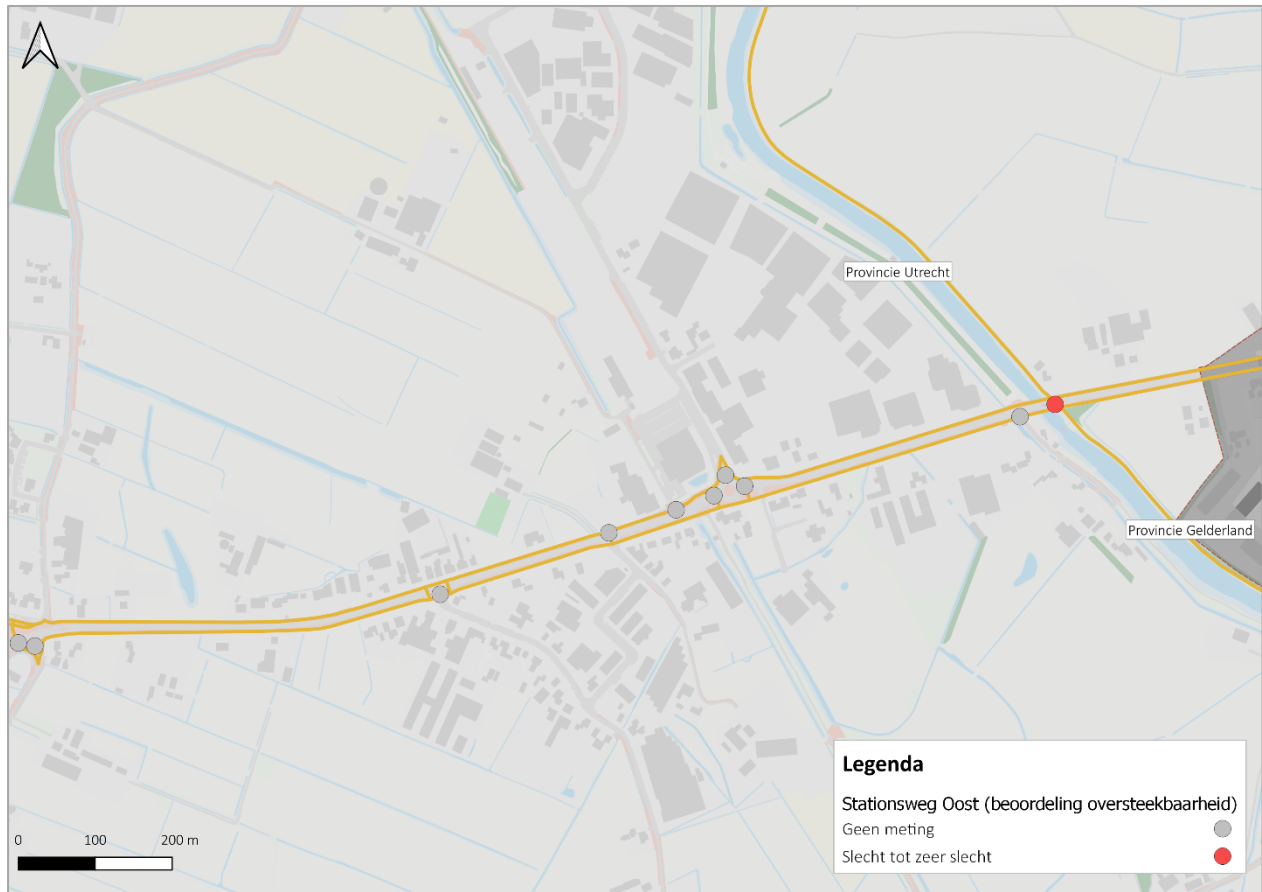 Provincie Utrecht
Provincie Gelderland
Legenda
Stationsweg Oost (beoordeling oversteekbaarheid)
Geen meting
Slecht tot zeer slecht
0 100 200 m